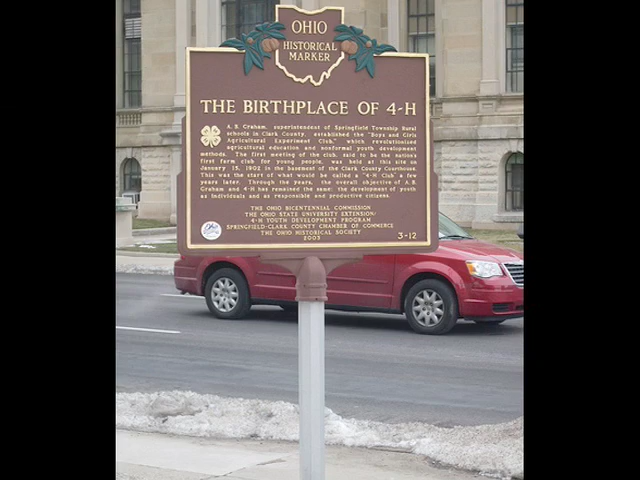 OHIO
HISTORICAL
MARKER
THE BIRTHPLACE OF 4-H
A. B. Graham, superintendent of Springfield Township Rural
schools in Clark County, established the "Boys and Girls
Agricultural Experiment Club," which revolutionized
agricultural education and nonformal youth development
methods. The first meeting of the club, said to be the nation's
first farm club for young people, was held at this site on
January 15, 1902 in the basement of the Clark County Courthouse.
This was the start of what would be called a "4-H Club" a few
years later. Through the years, the overall objective of A. B.
Graham and 4-H has remained the same: the development of youth
as individuals and as responsible and productive citizens.
THE OHIO BICENTENNIAL COMMISSION
THE OHIO STATE UNIVERSITY EXTENSION/
4-H YOUTH DEVELOPMENT PROGRAM
SPRINGFIELD-CLARK COUNTY CHAMBER OF COMMERCE
THE OHIO HISTORICAL SOCIETY
2003
3-12